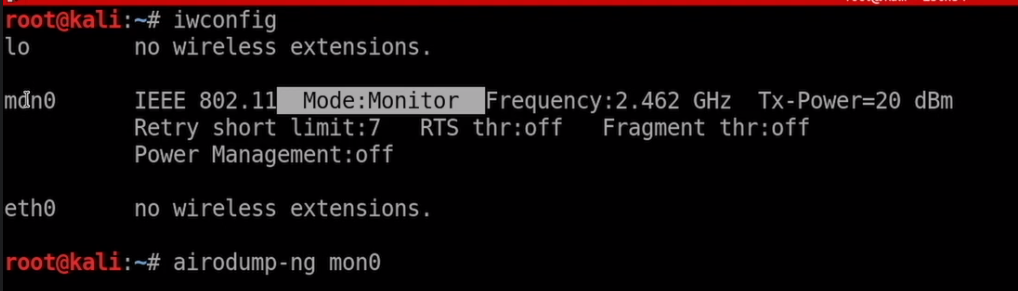 root@kali:~# iwconfig
lo        no wireless extensions.
mon0      IEEE 802.11  Mode:Monitor  Frequency:2.462 GHz  Tx-Power=20 dBm
          Retry short limit:7   RTS thr:off   Fragment thr:off
          Power Management:off
eth0      no wireless extensions.
root@kali:~# airodump-ng mon0